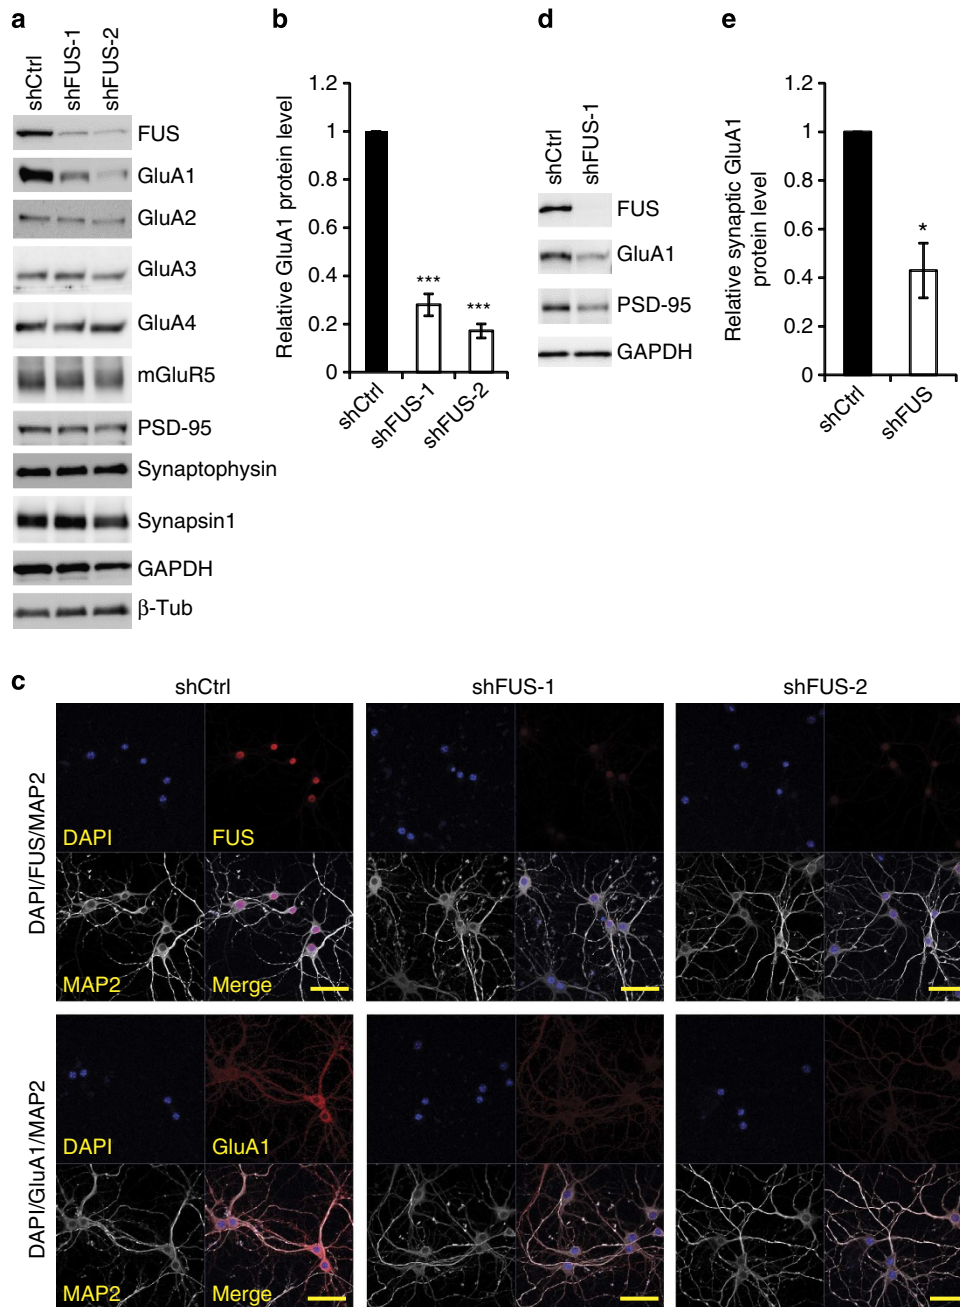 a
shCtrl
shFUS-1
shFUS-2
FUS
GluA1
GluA2
GluA3
GluA4
mGluR5
PSD-95
Synaptophysin
Synapsin1
GAPDH
β-Tub
b
Relative GluA1 protein level
1.2
1
0.8
0.6
0.4
0.2
0
***
***
shCtrl
shFUS-1
shFUS-2
d
shCtrl
shFUS-1
FUS
GluA1
PSD-95
GAPDH
e
Relative synaptic GluA1
protein level
1.2
1
0.8
0.6
0.4
0.2
0
*
shCtrl
shFUS
c
shCtrl
shFUS-1
shFUS-2
DAPI/FUS/MAP2
DAPI
FUS
MAP2
Merge
DAPI/GluA1/MAP2
DAPI
GluA1
MAP2
Merge